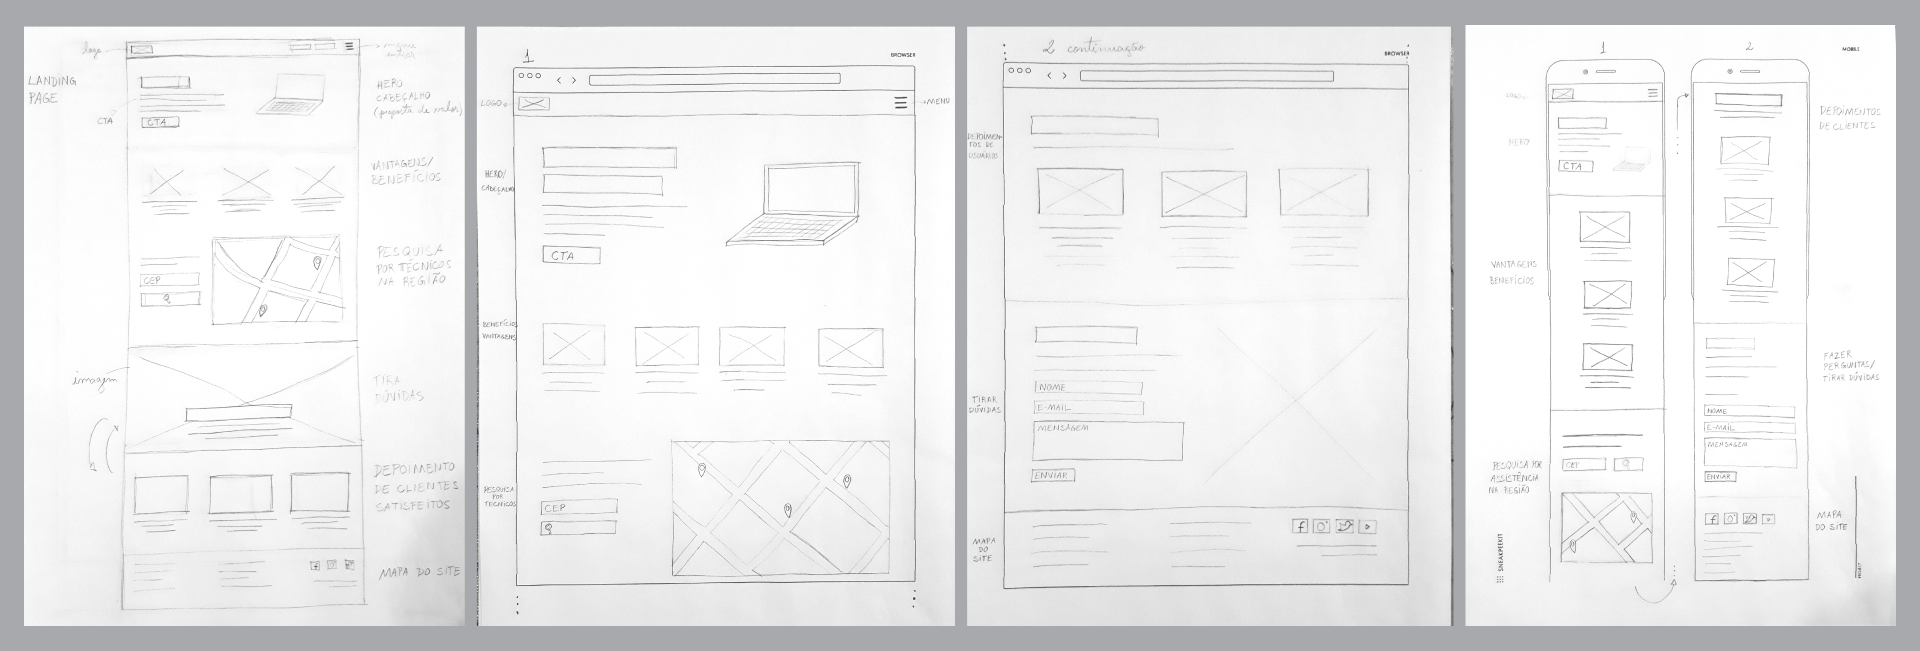 LANDING
PAGE
logo
CTA
CTA
HERO
CABEÇALHO
(proposta de valor)
VANTAGENS/
BENEFÍCIOS
CEP
PESQUISA
POR TÉCNICOS
NA REGIÃO
imagem
TIRA
DÚVIDAS
DEPOIMENTO
DE CLIENTES
SATISFEITOS
MAPA DO SITE
1
BROWSER
LOGO
MENU
HERO/
CABEÇALHO
CTA
BENEFÍCIOS
VANTAGENS
PESQUISA
POR
TÉCNICOS
CEP
2 continuação
BROWSER
DEPOIMEN-
TOS DE
USUÁRIO
TIRAR
DÚVIDAS
NOME
E-MAIL
MENSAGEM
ENVIAR
MAPA
DO
SITE
1
2
MOBILE
LOGO
HERO
CTA
VANTAGENS
BENEFÍCIOS
PESQUISA POR
ASSISTÊNCIA
NA REGIÃO
CEP
SNEAKPEEKIT
DEPOIMENTOS
DE CLIENTES
FAZER
PERGUNTAS/
TIRAR DÚVIDAS
NOME
E-MAIL
MENSAGEM
ENVIAR
MAPA
DO SITE
PROJECT